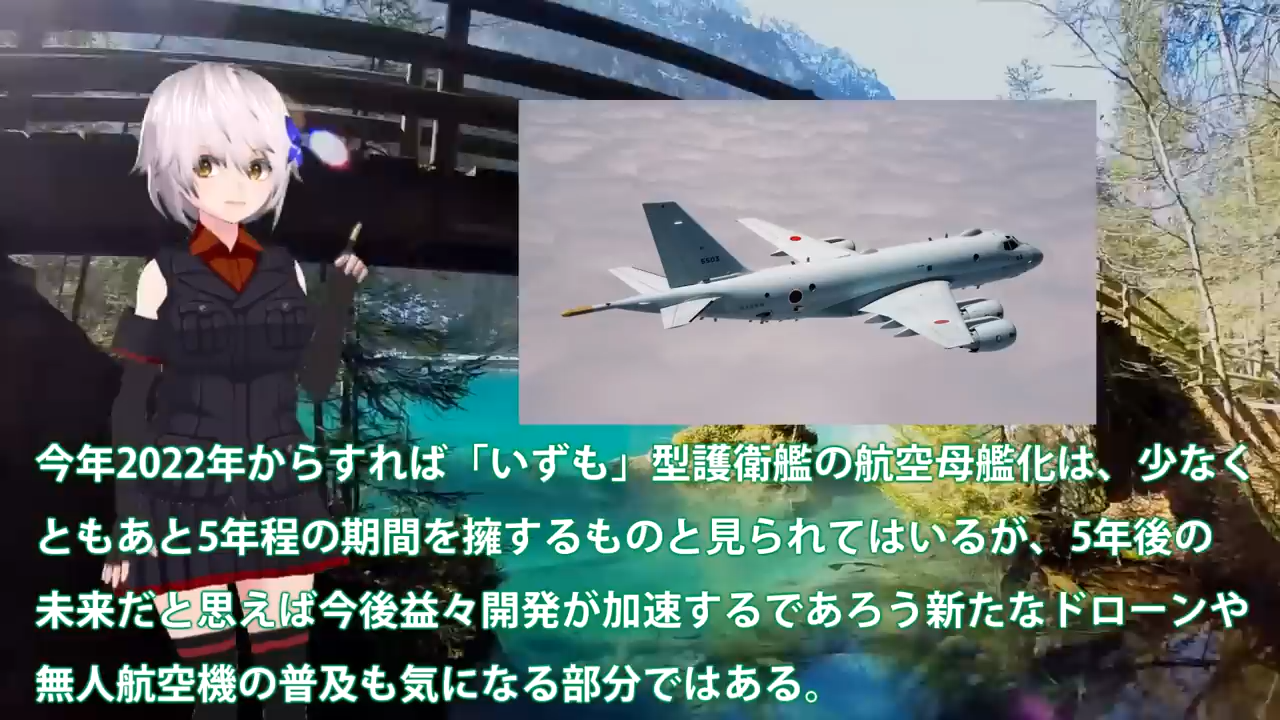 5503
今年2022年からすれば「いずも」型護衛艦の航空母艦化は、少なく
ともあと5年程の期間を擁するものと見られてはいるが、5年後の
未来だと思えば今後益々開発が加速するであろう新たなドローンや
無人航空機の普及も気になる部分ではある。